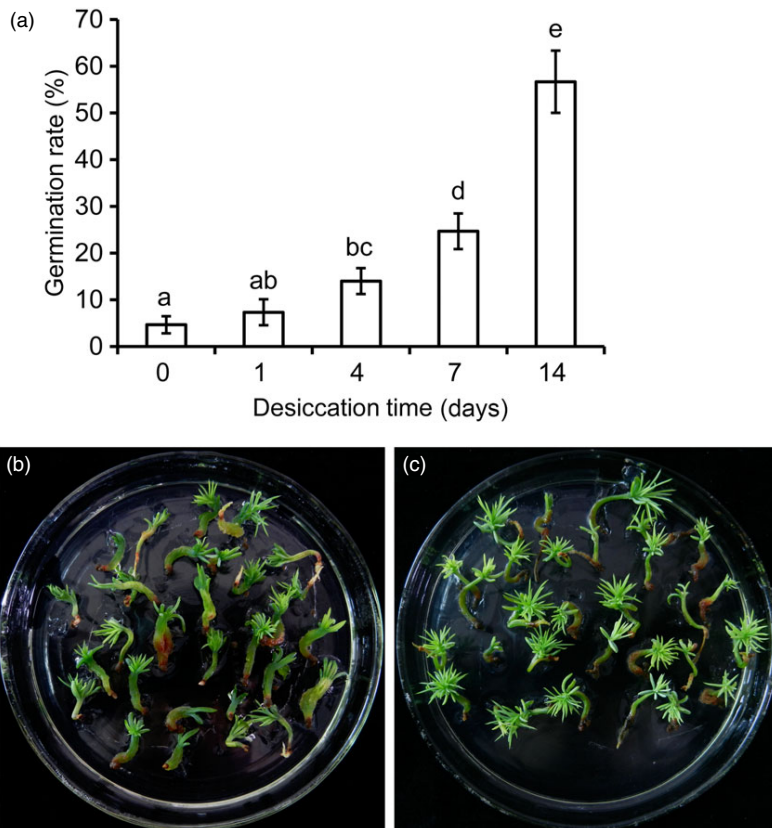 (a)
70
60
50
40
30
20
10
0
Germination rate (%)
a
ab
bc
d
e
0 1 4 7 14
Desiccation time (days)
(b)
(c)